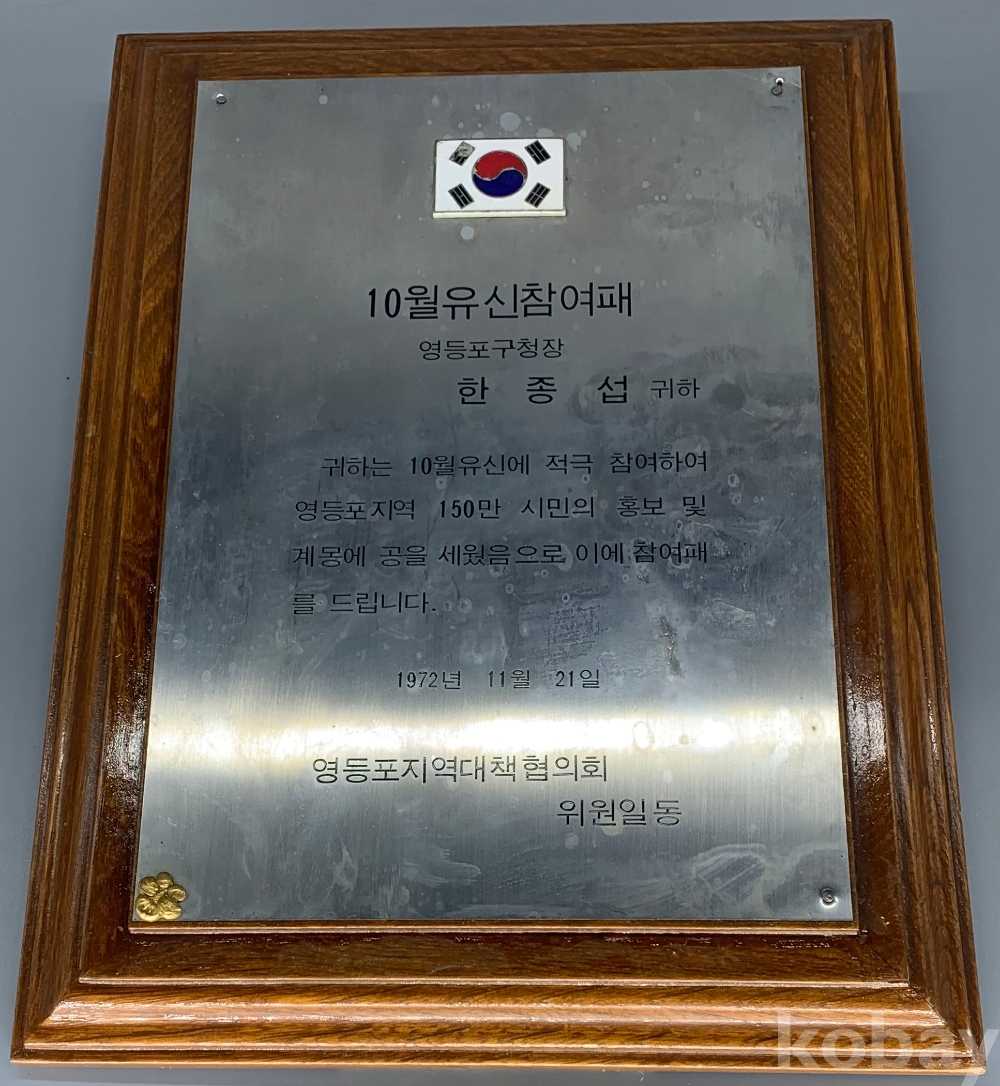 10월유신참여패
영등포구청장
한 종 섭 귀하
귀하는 10월유신에 적극 참여하여
영등포지역 150만 시민의 홍보 및
계몽에 공을 세웠음으로 이에 참여패
를 드립니다.
1972년 11월 21일
영등포지역대책협의회
위원일동
kobay